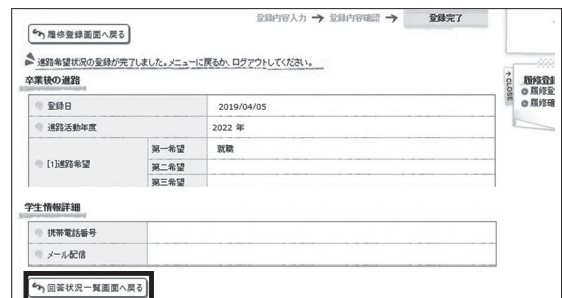 登録内容入力 → 登録内容確認 → 登録完了
履修登録画面へ戻る
進路希望状況の登録が完了しました。メニューに戻るか、ログアウトしてください。
卒業後の進路
登録日 2019/04/05
進路活動年度 2022 年
[1]進路希望 第一希望 就職
第二希望
第三希望
学生情報詳細
携帯電話番号
メール配信
回答状況一覧画面へ戻る
CLOSE
履修登録
履修登
履修確